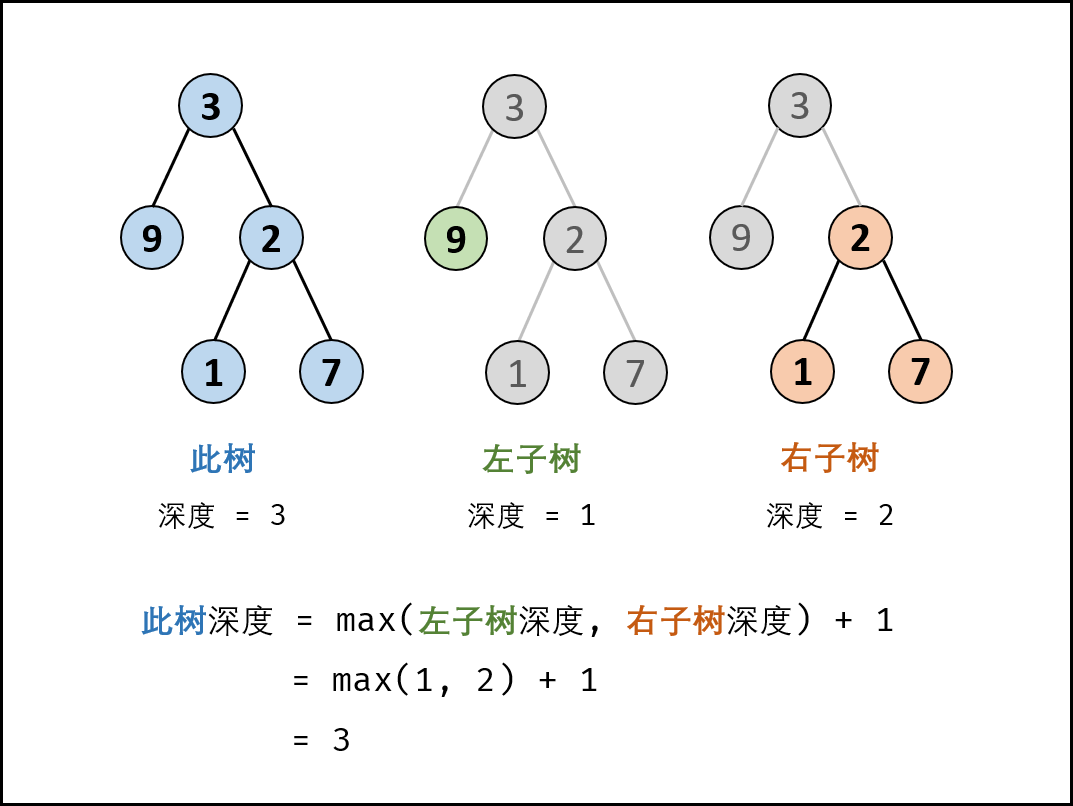 3 3 3
9 2 9 2 9 2
1 7 1 7 1 7
此树 左子树 右子树
深度 = 3 深度 = 1 深度 = 2
此树深度 = max(左子树深度, 右子树深度) + 1
= max(1, 2) + 1
= 3